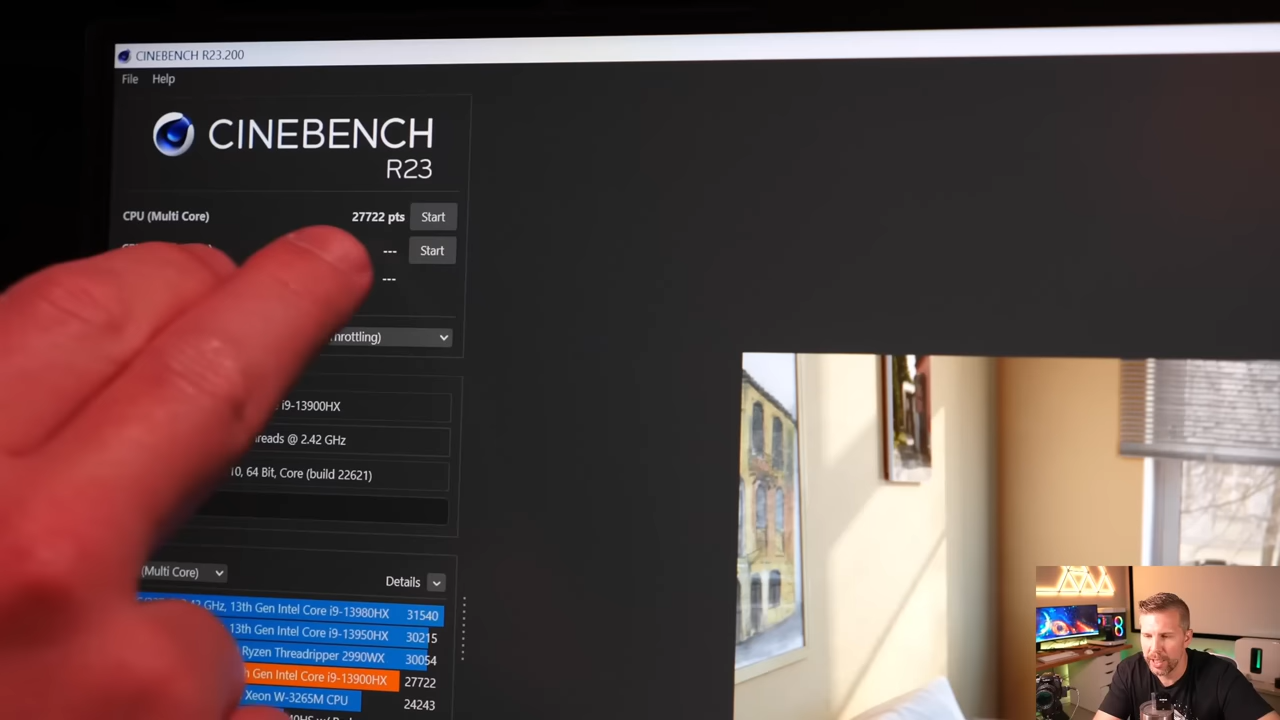 CINEBENCH R23.200
File Help
CINEBENCH
R23
CPU (Multi Core) 27722 pts Start
--- Start
---
hrottling)
i9-13900HX
reads @ 2.42 GHz
10, 64 Bit, Core (build 22621)
(Multi Core) Details
GHz, 13th Gen Intel Core i9-13980HX 31540
13th Gen Intel Core i9-13950HX 30215
Ryzen Threadripper 2990WX 30054
Gen Intel Core i9-13900HX 27722
Xeon W-3265M CPU 24243